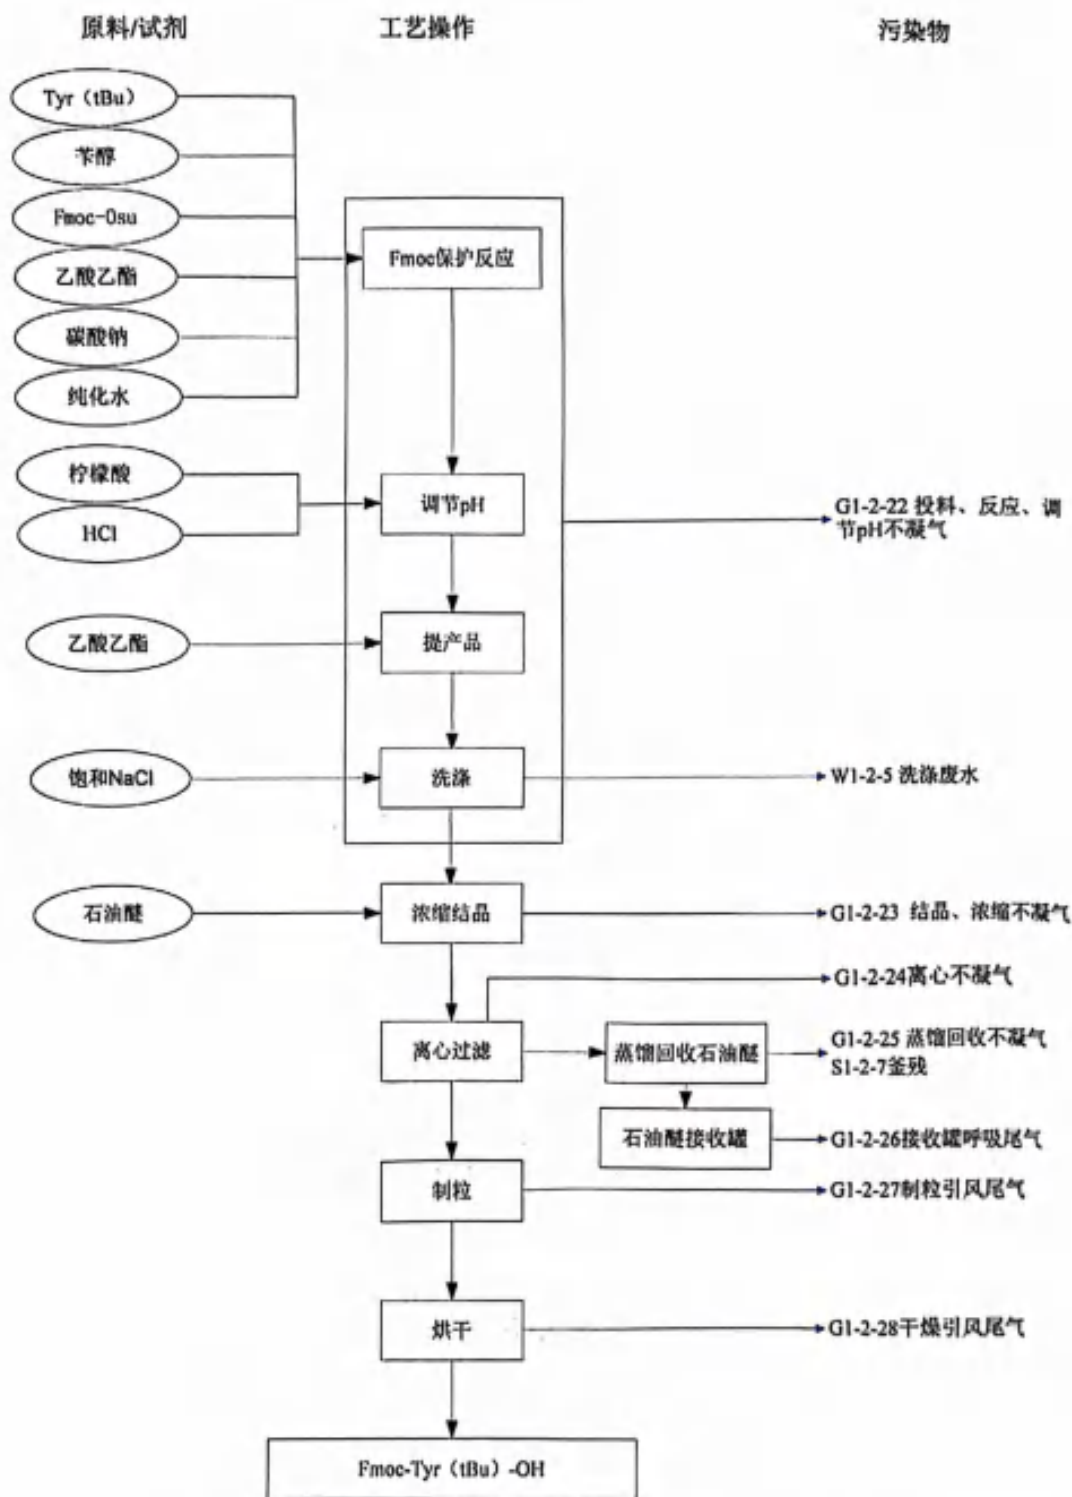 原料/试剂
工艺操作
污染物
Tyr（tBu）
苄醇
Fmoc-Osu
乙酸乙酯
碳酸钠
纯化水
Fmoc保护反应
柠檬酸
HCl
调节pH
G1-2-22 投料、反应、调
节pH不凝气
乙酸乙酯
提产品
饱和NaCl
洗涤
W1-2-5 洗涤废水
石油醚
浓缩结晶
G1-2-23 结晶、浓缩不凝气
G1-2-24离心不凝气
离心过滤
蒸馏回收石油醚
G1-2-25 蒸馏回收不凝气
S1-2-7釜残
石油醚接收罐
G1-2-26接收罐呼吸尾气
制粒
G1-2-27制粒引风尾气
烘干
G1-2-28干燥引风尾气
Fmoc-Tyr（tBu）-OH